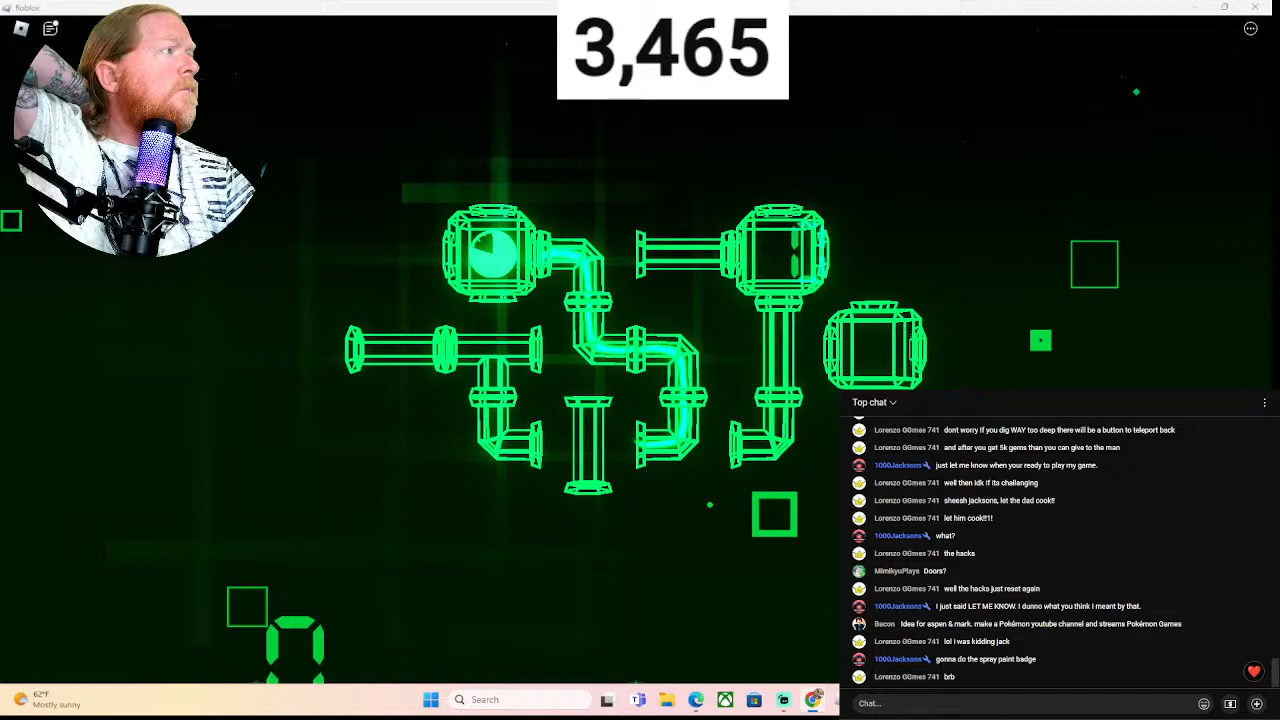 Roblox
3,465
Top chat
Lorenzo GGmes 741 dont worry If you dig WAY too deep there will be a button to teleport back
Lorenzo GGmes 741 and after you get 5k gems than you can give to the man
1000Jacksons just let me know when your ready to play my game.
Lorenzo GGmes 741 well then idk if its challanging
Lorenzo GGmes 741 sheesh jacksons, let the dad cook!!
Lorenzo GGmes 741 let him cook!!1!
1000Jacksons what?
Lorenzo GGmes 741 the hacks
MimikyuPlays Doors?
Lorenzo GGmes 741 well the hacks just reset again
1000Jacksons I just said LET ME KNOW. I dunno what you think I meant by that.
Bacon Idea for aspen & mark. make a Pokémon youtube channel and streams Pokémon Games
Lorenzo GGmes 741 lol i was kidding jack
1000Jacksons gonna do the spray paint badge
Lorenzo GGmes 741 brb
Chat...
62°F
Mostly sunny
Search